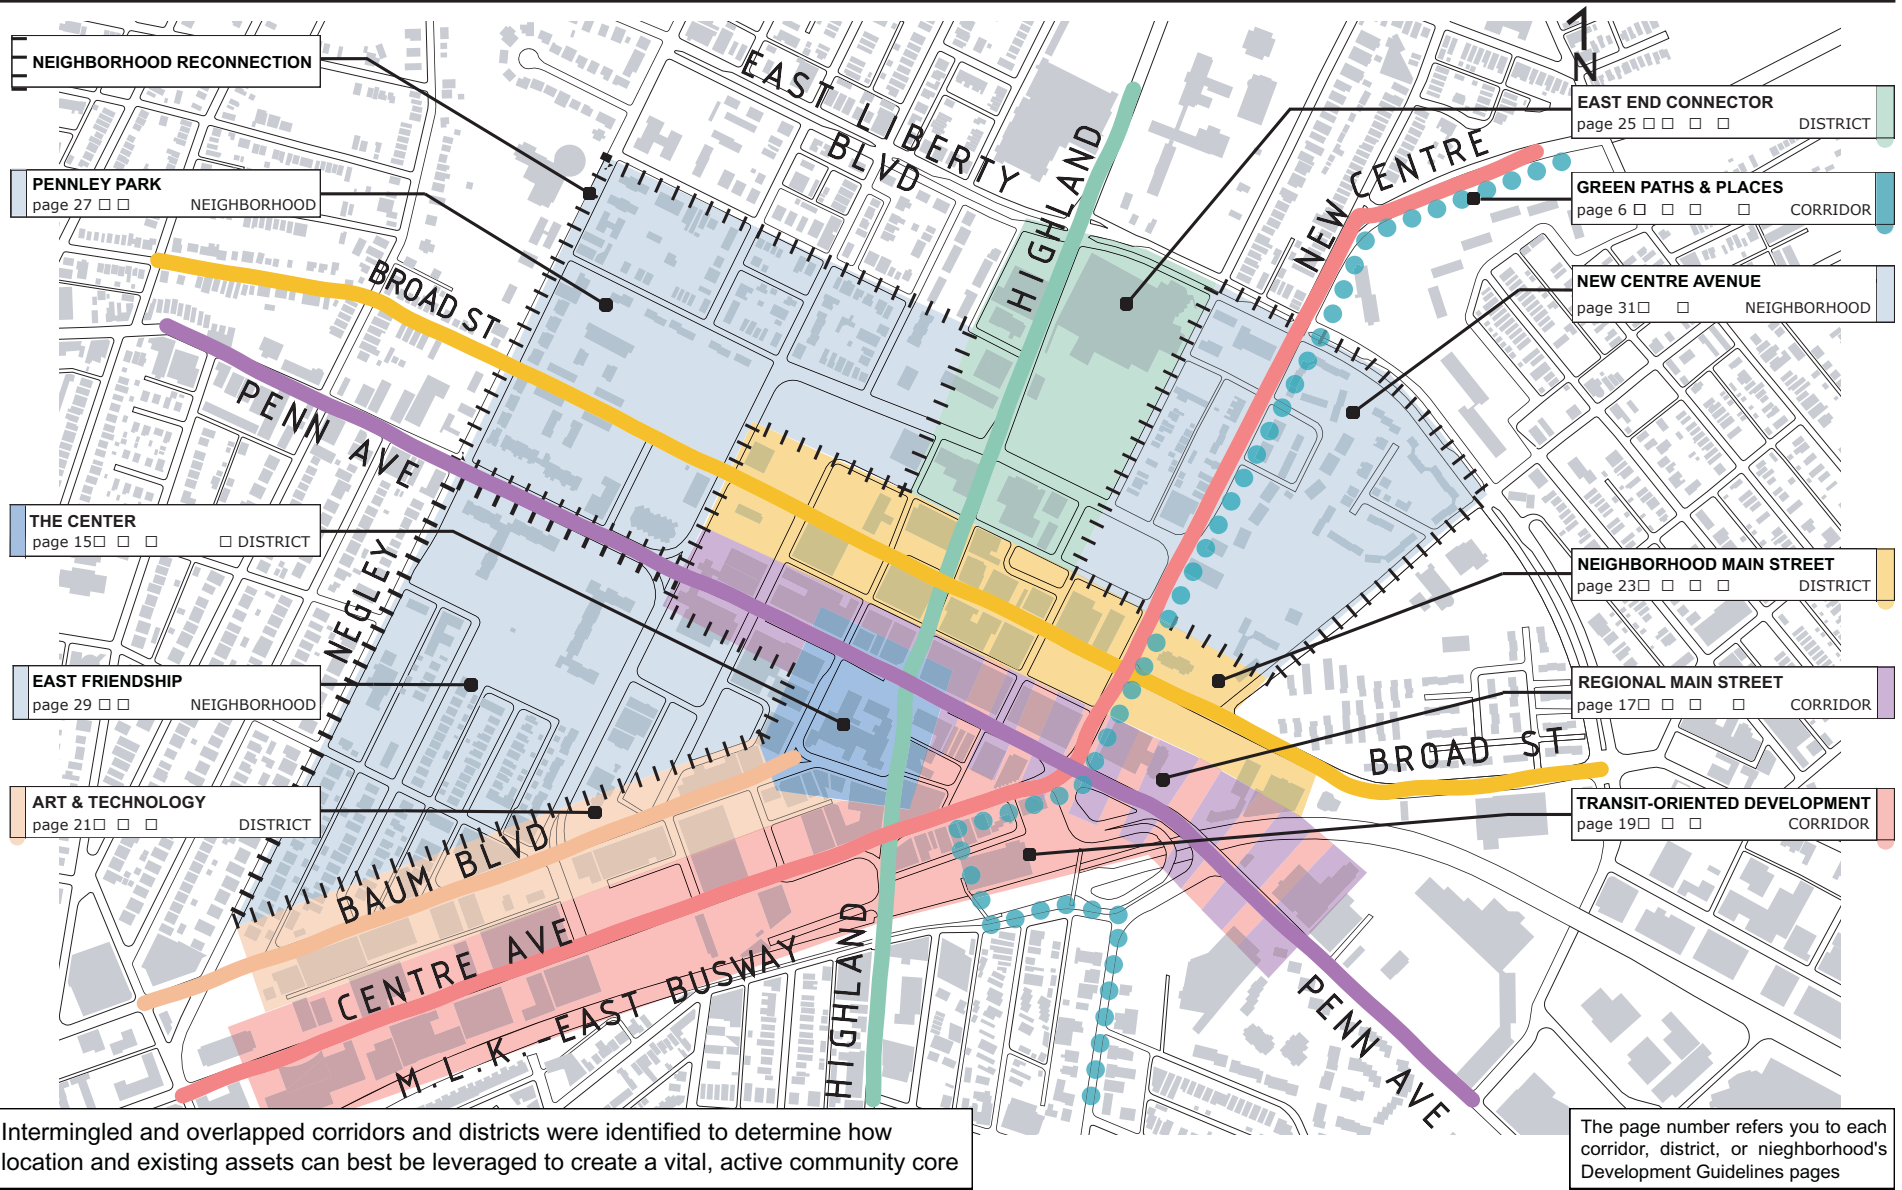 N
NEIGHBORHOOD RECONNECTION
PENNLEY PARK
page 27 □ □ NEIGHBORHOOD
THE CENTER
page 15□ □ □ □ DISTRICT
EAST FRIENDSHIP
page 29 □ □ NEIGHBORHOOD
ART & TECHNOLOGY
page 21□ □ □ DISTRICT
EAST LIBERTY
BLVD
HIGHLAND
NEW CENTRE
BROAD ST
PENN AVE
NEGLEY
BAUM BLVD
CENTRE AVE
M.L.K.-EAST BUSWAY
HIGHLAND
BROAD ST
PENN AVE
EAST END CONNECTOR
page 25 □ □ □ □ DISTRICT
GREEN PATHS & PLACES
page 6 □ □ □ □ CORRIDOR
NEW CENTRE AVENUE
page 31□ □ NEIGHBORHOOD
NEIGHBORHOOD MAIN STREET
page 23□ □ □ □ DISTRICT
REGIONAL MAIN STREET
page 17□ □ □ □ CORRIDOR
TRANSIT-ORIENTED DEVELOPMENT
page 19□ □ □ CORRIDOR
Intermingled and overlapped corridors and districts were identified to determine how
location and existing assets can best be leveraged to create a vital, active community core
The page number refers you to each
corridor, district, or nieghborhood's
Development Guidelines pages